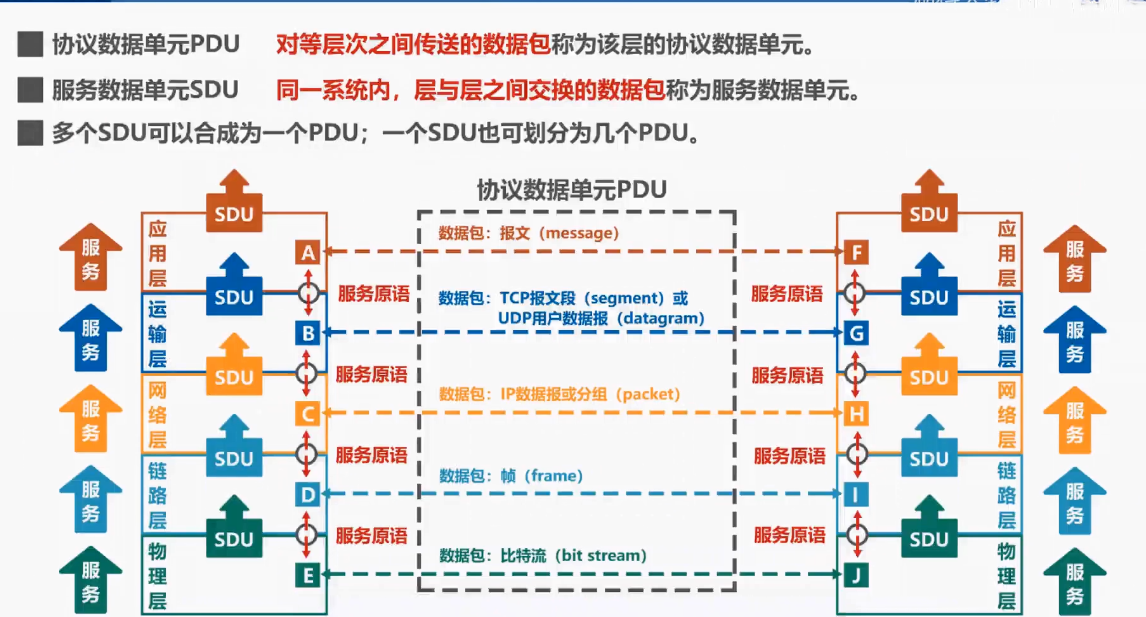 协议数据单元PDU 对等层次之间传送的数据包称为该层的协议数据单元。
服务数据单元SDU 同一系统内，层与层之间交换的数据包称为服务数据单元。
多个SDU可以合成为一个PDU；一个SDU也可划分为几个PDU。
协议数据单元PDU
服务
服务
服务
服务
服务
应用层
运输层
网络层
链路层
物理层
SDU
SDU
SDU
SDU
SDU
A
B
C
D
E
服务原语
服务原语
服务原语
服务原语
数据包：报文（message）
数据包：TCP报文段（segment）或
UDP用户数据报（datagram）
数据包：IP数据报或分组（packet）
数据包：帧（frame）
数据包：比特流（bit stream）
服务原语
服务原语
服务原语
服务原语
F
G
H
I
J
SDU
SDU
SDU
SDU
SDU
应用层
运输层
网络层
链路层
物理层
服务
服务
服务
服务
服务